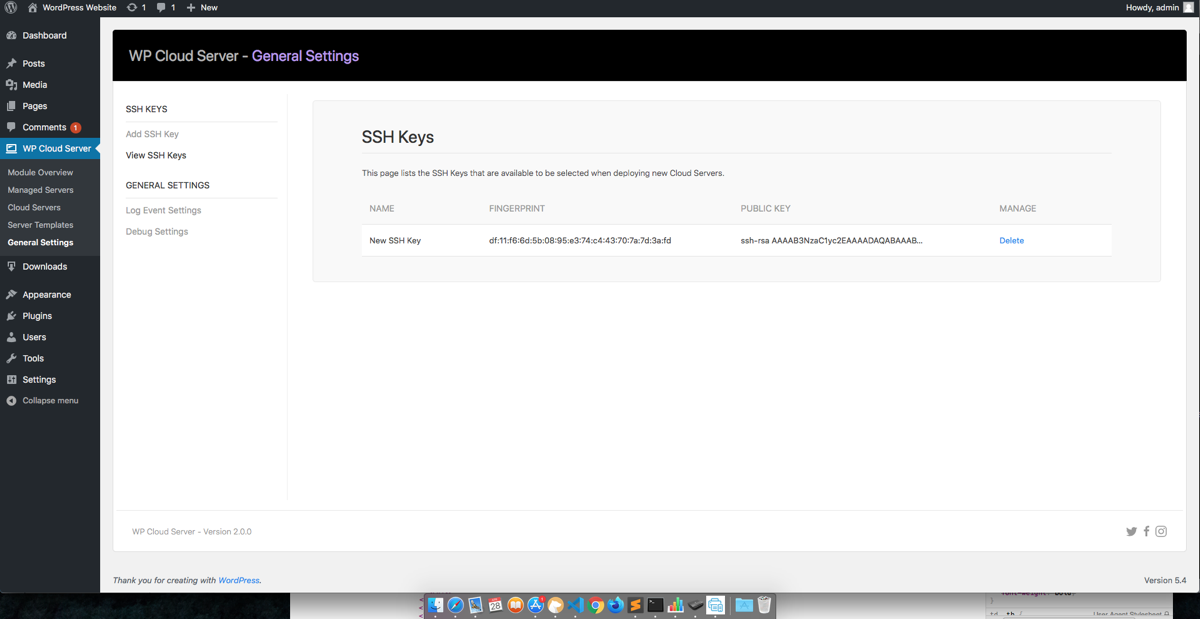 WordPress Website 1 1 New Howdy, admin
Dashboard
Posts
Media
Pages
Comments 1
WP Cloud Server
Module Overview
Managed Servers
Cloud Servers
Server Templates
General Settings
Downloads
Appearance
Plugins
Users
Tools
Settings
Collapse menu
WP Cloud Server - General Settings
SSH KEYS
Add SSH Key
View SSH Keys
GENERAL SETTINGS
Log Event Settings
Debug Settings
SSH Keys
This page lists the SSH Keys that are available to be selected when deploying new Cloud Servers.
NAME FINGERPRINT PUBLIC KEY MANAGE
New SSH Key df:11:f6:6d:5b:08:95:e3:74:c4:43:70:7a:7d:3a:fd ssh-rsa AAAAB3NzaC1yc2EAAAADAQABAAAB... Delete
WP Cloud Server - Version 2.0.0
Thank you for creating with WordPress. Version 5.4
28
td, th {
User Agent Stylesheet